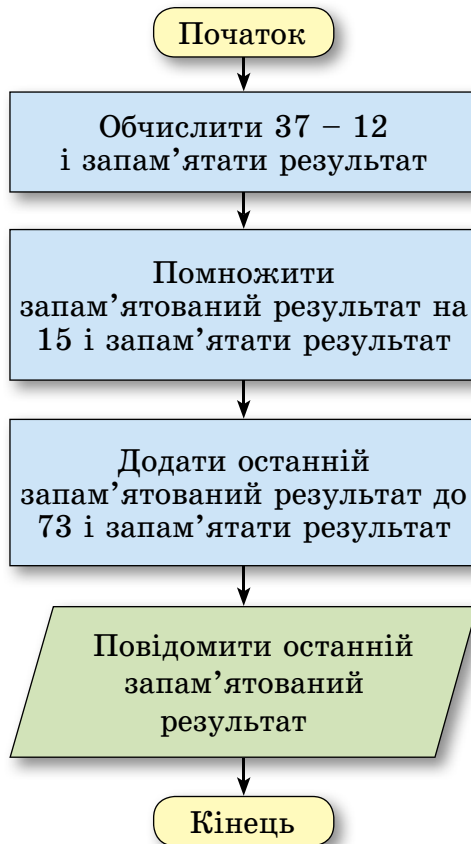 Початок
Обчислити 37 – 12
і запам’ятати результат
Помножити
запам’ятований результат на
15 і запам’ятати результат
Додати останній
запам’ятований результат до
73 і запам’ятати результат
Повідомити останній
запам’ятований
результат
Кінець